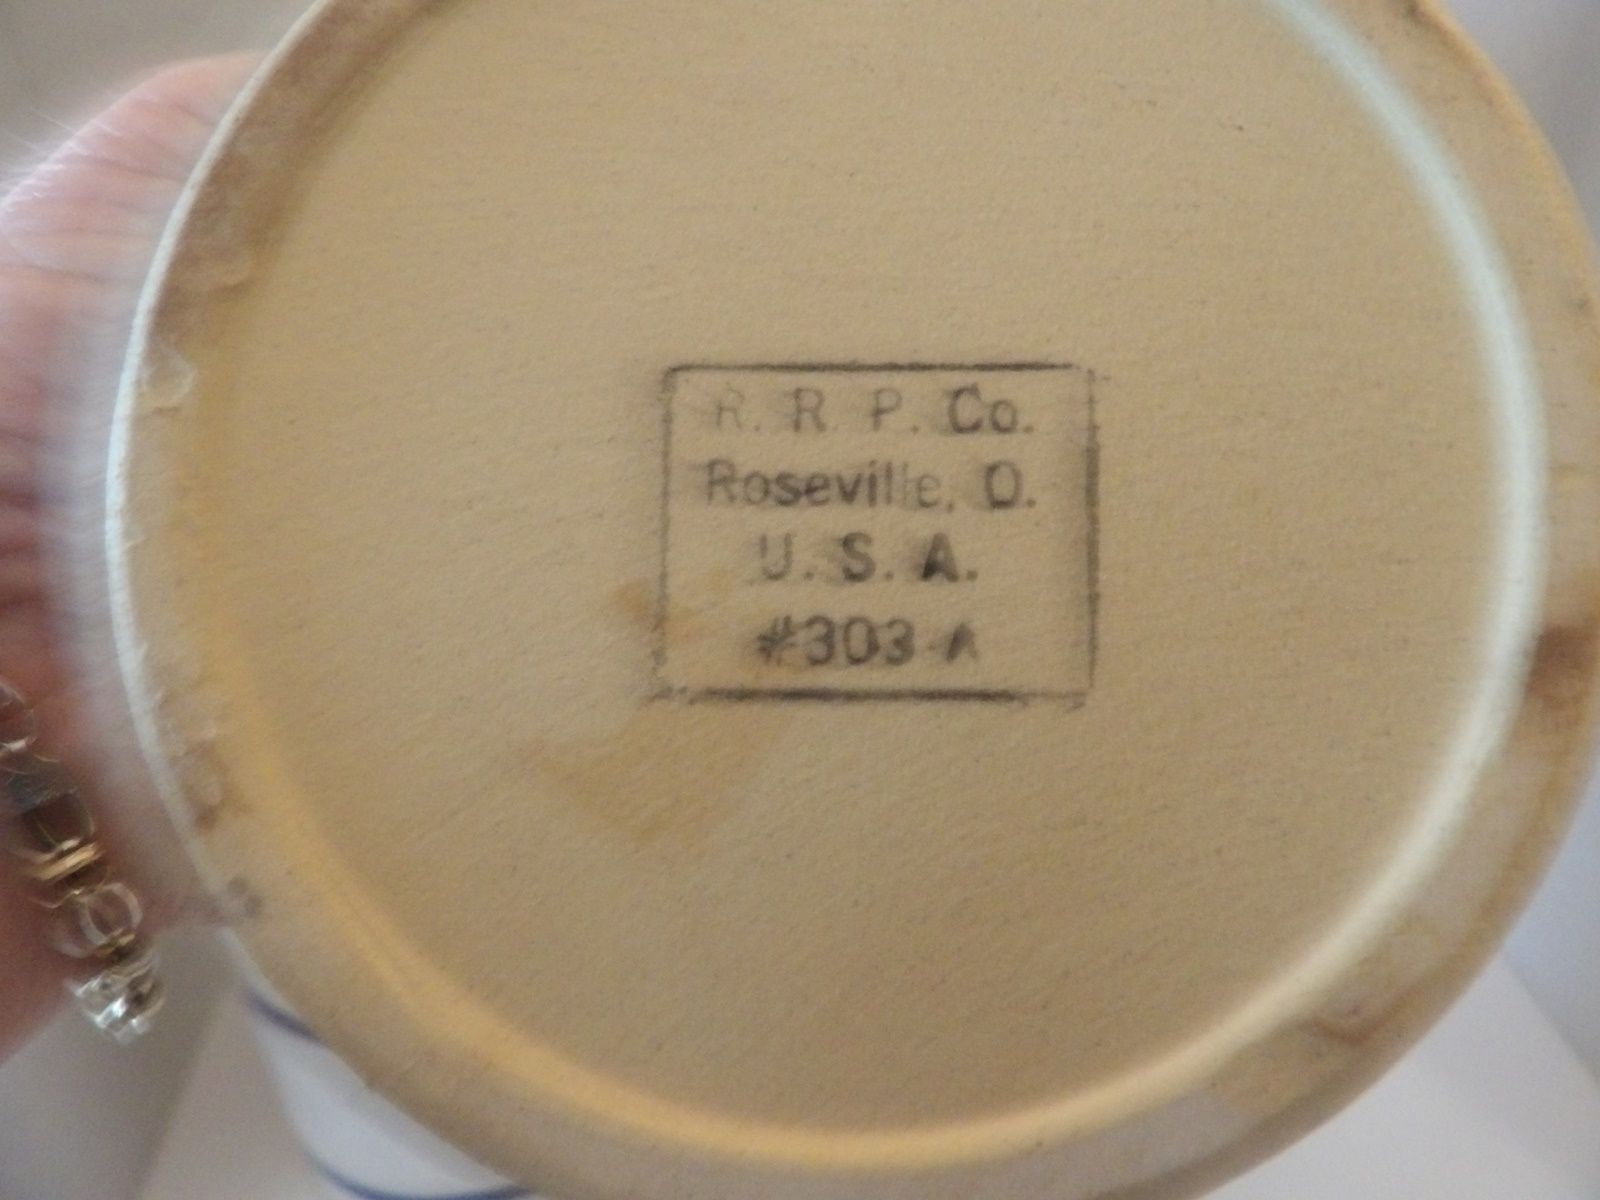 R. R. P. Co.
Roseville, O.
U. S. A.
#303-A